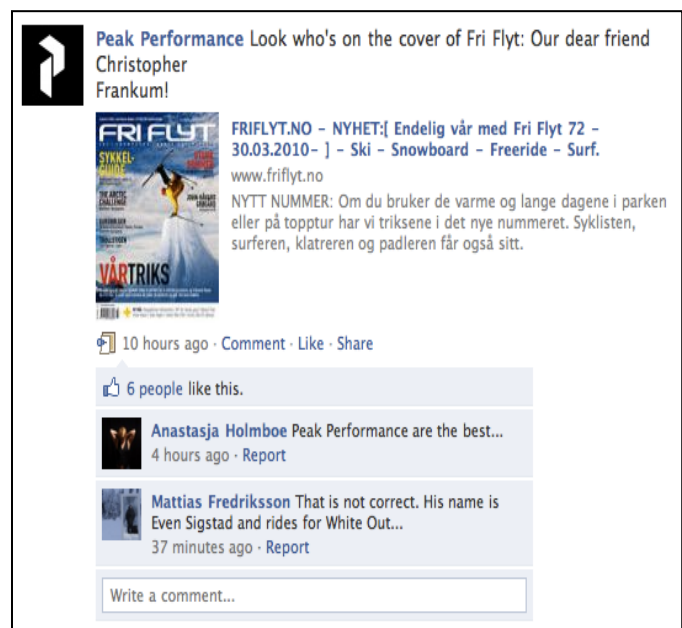 Peak Performance Look who's on the cover of Fri Flyt: Our dear friend
Christopher
Frankum!
FRI FLYT
SYKKEL-
GUIDE
THE ARCTIC
CHALLENGE
VÅRTRIKS
FRIFLYT.NO - NYHET:[ Endelig vår med Fri Flyt 72 -
30.03.2010- ] - Ski - Snowboard - Freeride - Surf.
www.friflyt.no
NYTT NUMMER: Om du bruker de varme og lange dagene i parken
eller på topptur har vi triksene i det nye nummeret. Syklisten,
surferen, klatreren og padleren får også sitt.
10 hours ago · Comment · Like · Share
6 people like this.
Anastasja Holmboe Peak Performance are the best...
4 hours ago · Report
Mattias Fredriksson That is not correct. His name is
Even Sigstad and rides for White Out...
37 minutes ago · Report
Write a comment...